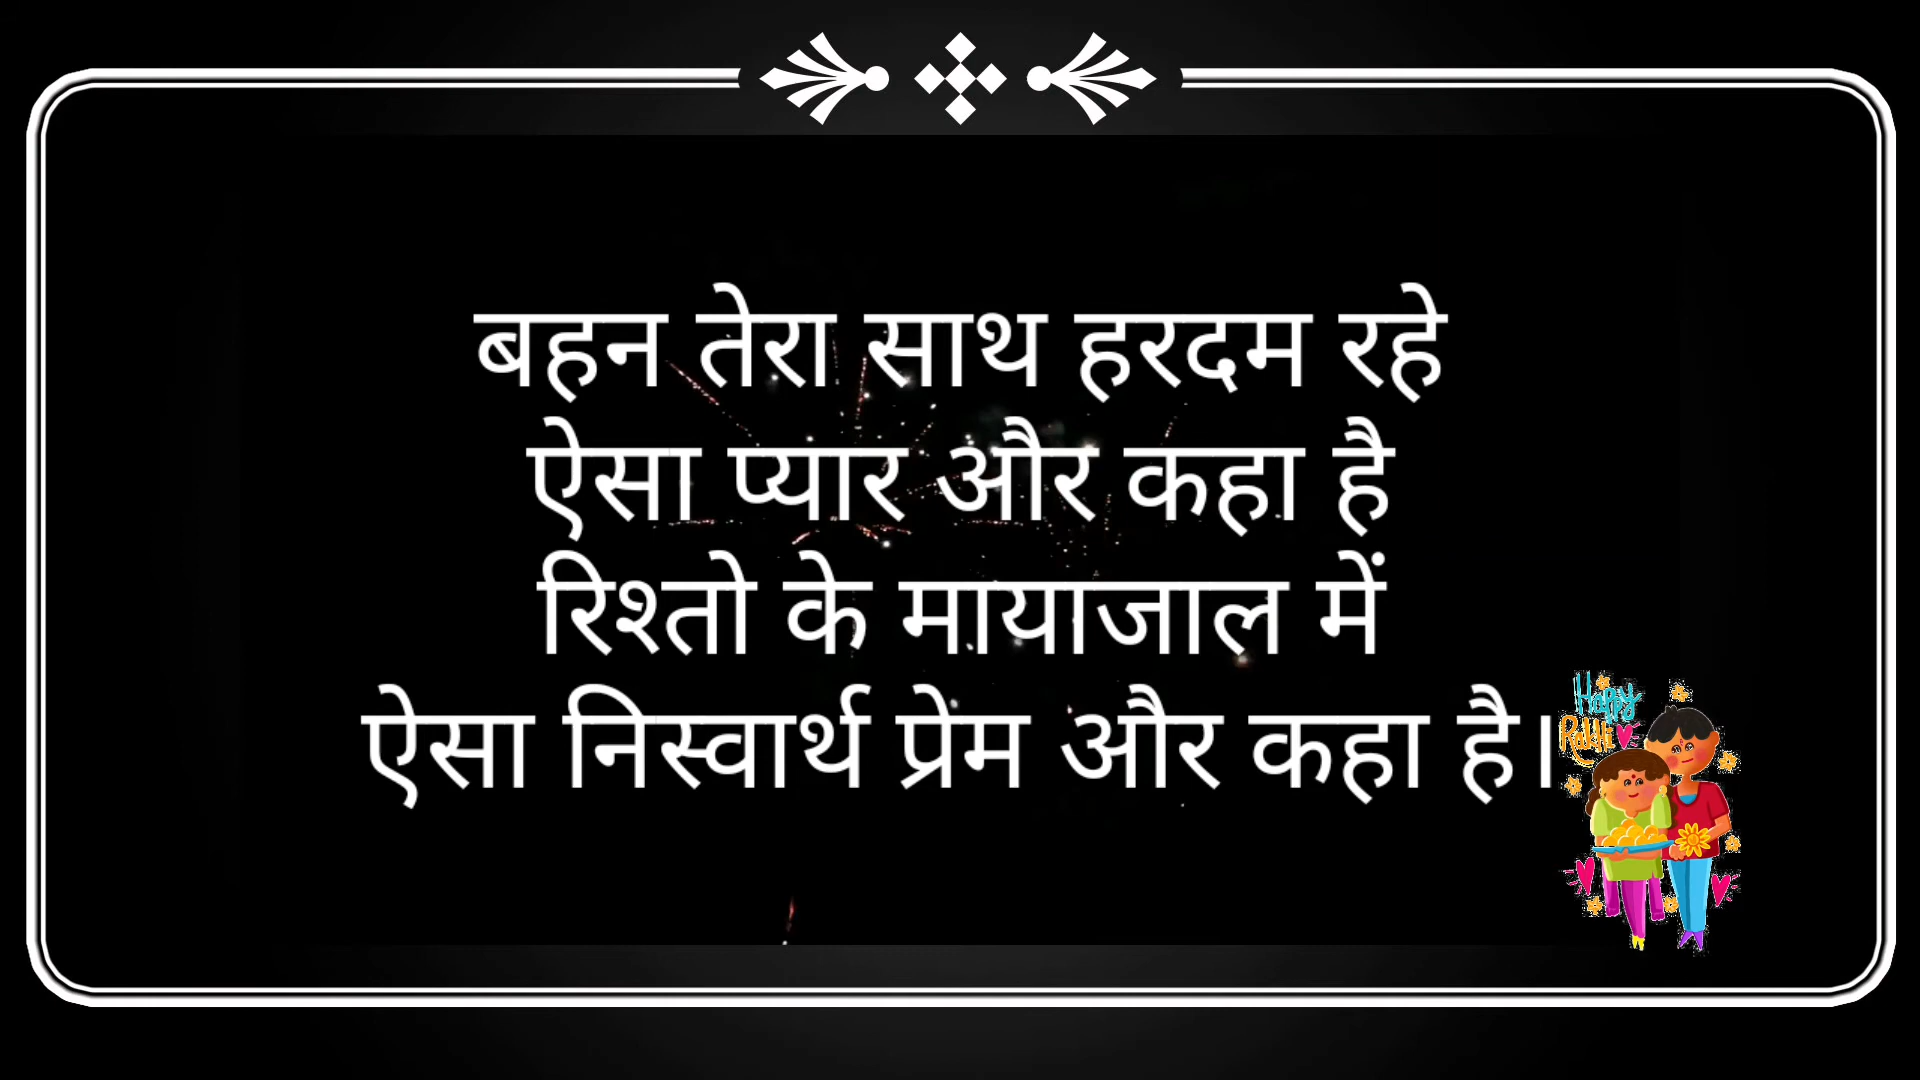 बहन तेरा साथ हरदम रहे
ऐसा प्यार और कहा है
रिश्तो के मायाजाल में
ऐसा निस्वार्थ प्रेम और कहा है।
Happy
Rakhi